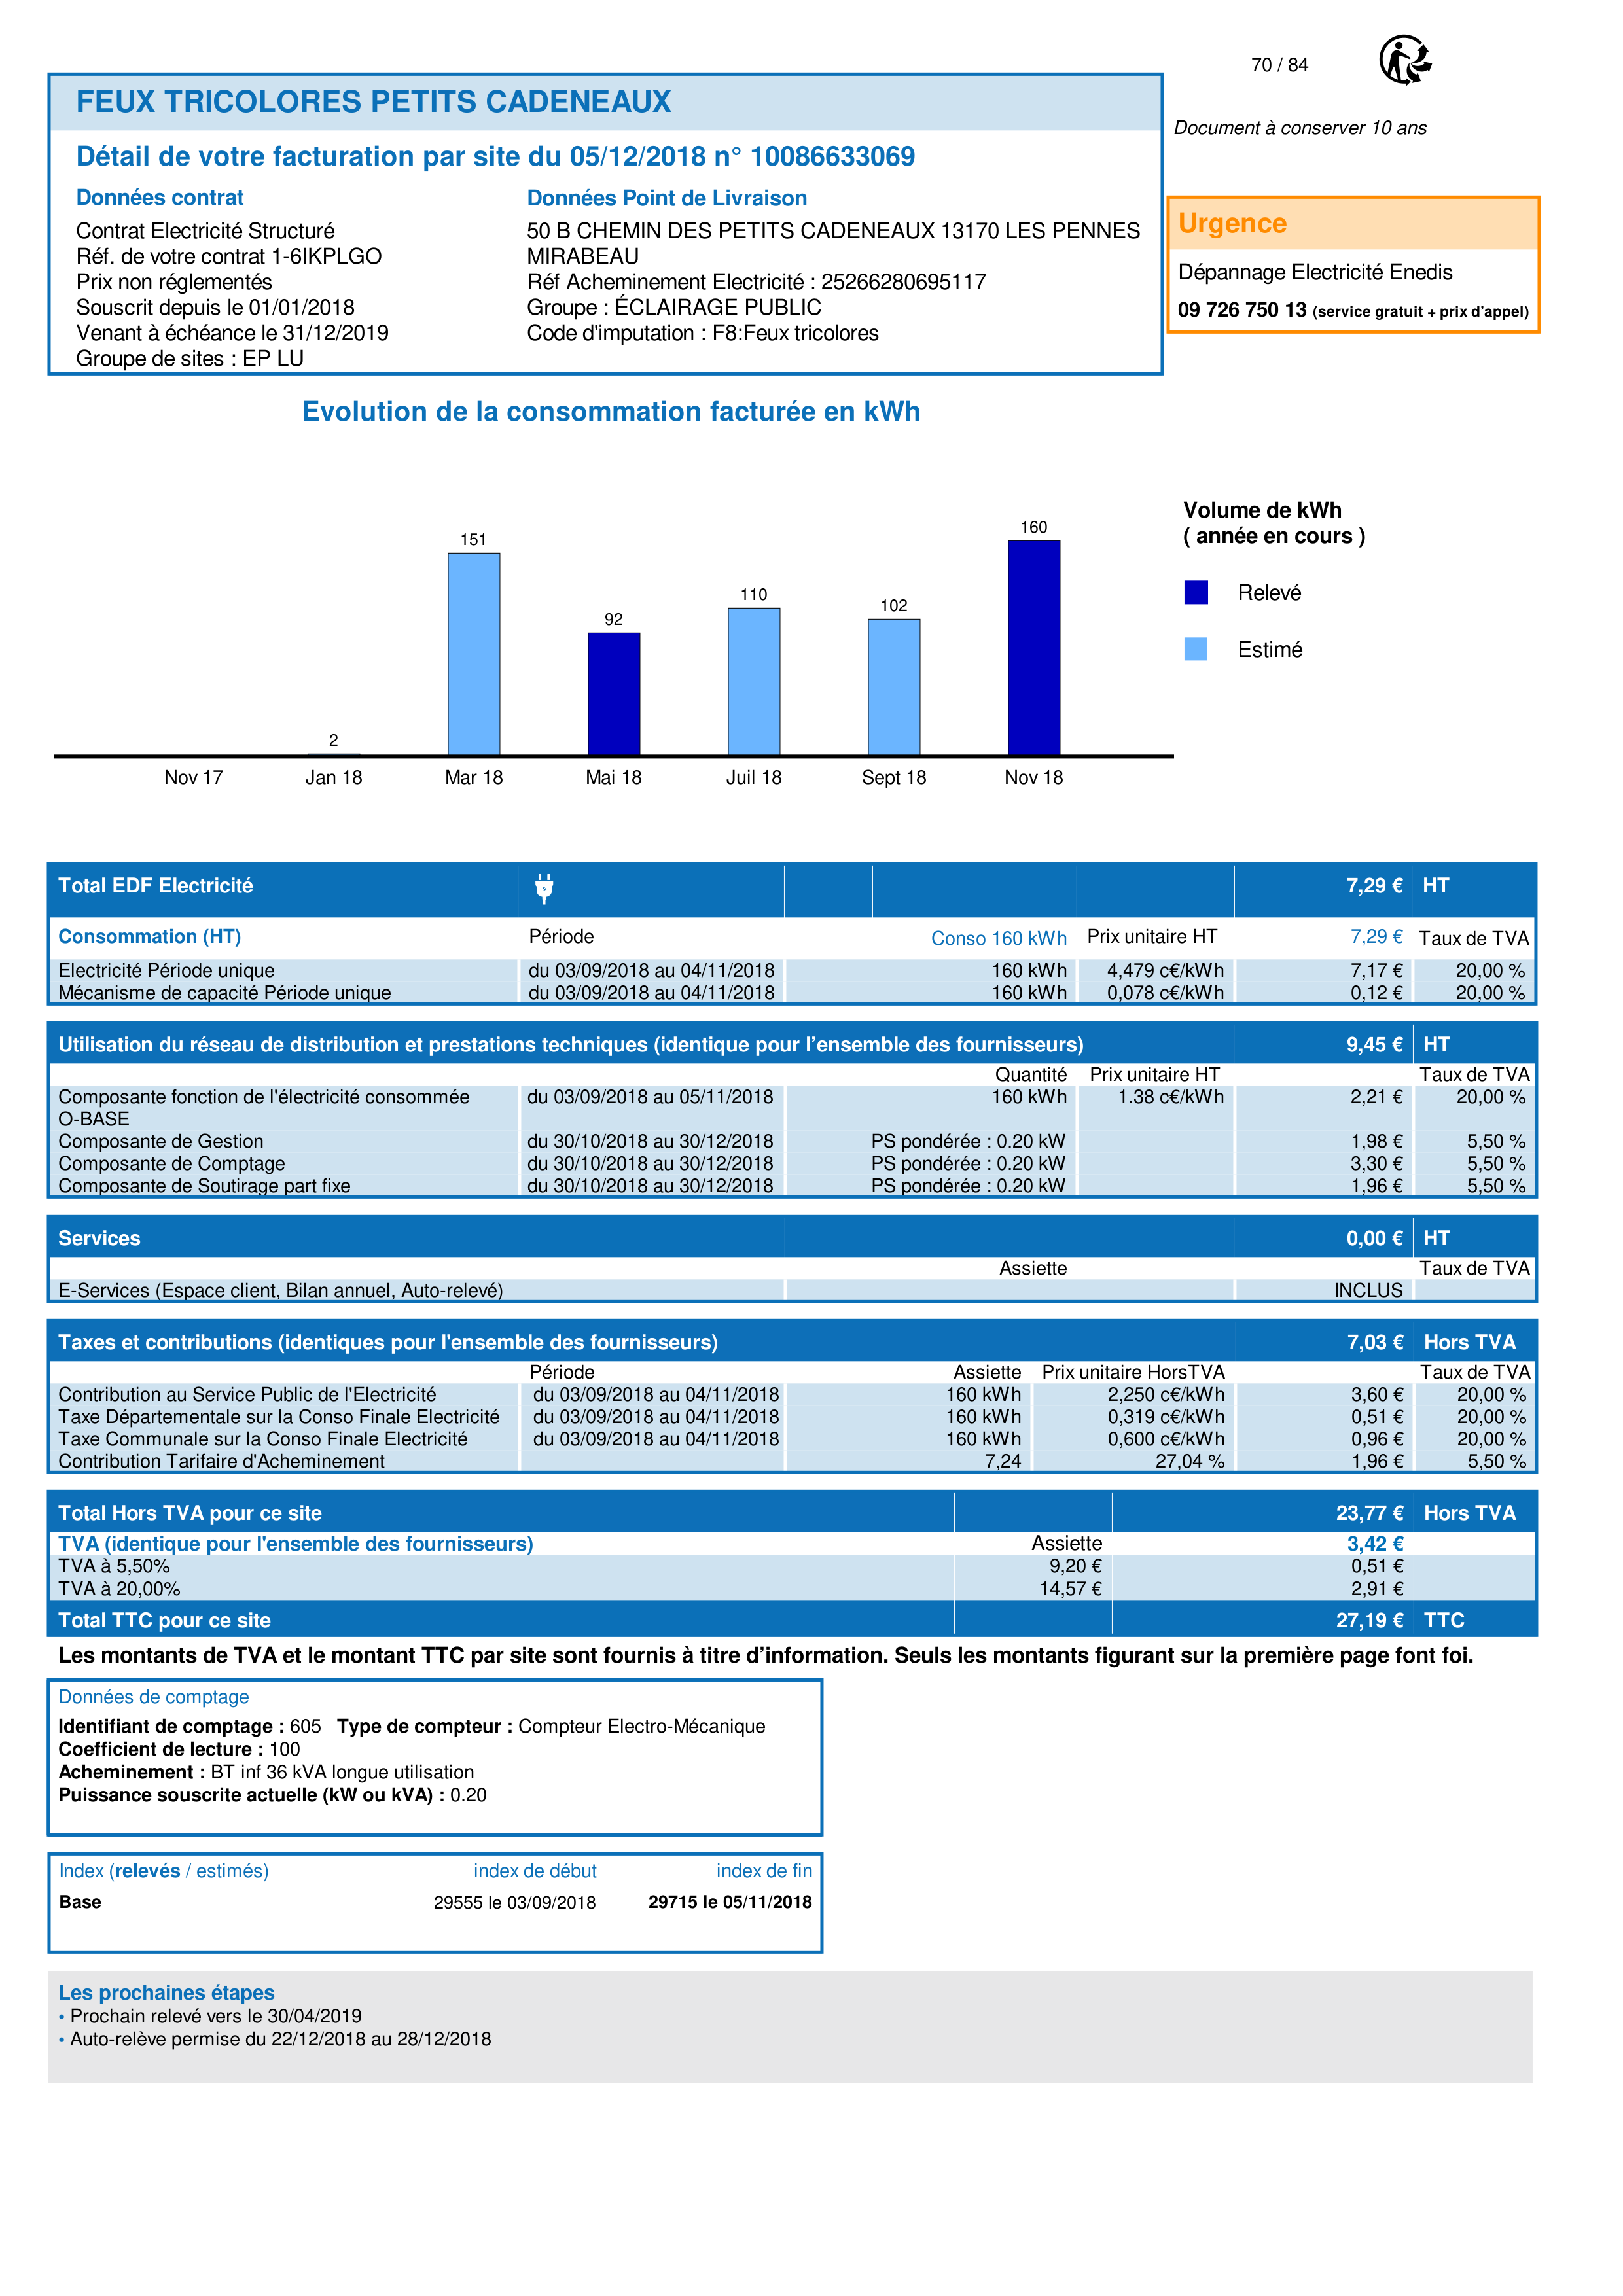 70 / 84
FEUX TRICOLORES PETITS CADENEAUX
Document à conserver 10 ans
Détail de votre facturation par site du 05/12/2018 n° 10086633069
Données contrat
Contrat Electricité Structuré
Réf. de votre contrat 1-6IKPLGO
Prix non réglementés
Souscrit depuis le 01/01/2018
Venant à échéance le 31/12/2019
Groupe de sites : EP LU
Données Point de Livraison
50 B CHEMIN DES PETITS CADENEAUX 13170 LES PENNES
MIRABEAU
Réf Acheminement Electricité : 25266280695117
Groupe : ÉCLAIRAGE PUBLIC
Code d'imputation : F8:Feux tricolores
Urgence
Dépannage Electricité Enedis
09 726 750 13 (service gratuit + prix d’appel)
Evolution de la consommation facturée en kWh
2 151 92 110 102 160
Nov 17 Jan 18 Mar 18 Mai 18 Juil 18 Sept 18 Nov 18
Volume de kWh
( année en cours )
Relevé
Estimé
Total EDF Electricité 7,29 € HT
Consommation (HT) Période Conso 160 kWh Prix unitaire HT 7,29 € Taux de TVA
Electricité Période unique du 03/09/2018 au 04/11/2018 160 kWh 4,479 c€/kWh 7,17 € 20,00 %
Mécanisme de capacité Période unique du 03/09/2018 au 04/11/2018 160 kWh 0,078 c€/kWh 0,12 € 20,00 %
Utilisation du réseau de distribution et prestations techniques (identique pour l’ensemble des fournisseurs) 9,45 € HT
Quantité Prix unitaire HT Taux de TVA
Composante fonction de l'électricité consommée du 03/09/2018 au 05/11/2018 160 kWh 1.38 c€/kWh 2,21 € 20,00 %
O-BASE
Composante de Gestion du 30/10/2018 au 30/12/2018 PS pondérée : 0.20 kW 1,98 € 5,50 %
Composante de Comptage du 30/10/2018 au 30/12/2018 PS pondérée : 0.20 kW 3,30 € 5,50 %
Composante de Soutirage part fixe du 30/10/2018 au 30/12/2018 PS pondérée : 0.20 kW 1,96 € 5,50 %
Services 0,00 € HT
Assiette Taux de TVA
E-Services (Espace client, Bilan annuel, Auto-relevé) INCLUS
Taxes et contributions (identiques pour l'ensemble des fournisseurs) 7,03 € Hors TVA
Période Assiette Prix unitaire HorsTVA Taux de TVA
Contribution au Service Public de l'Electricité du 03/09/2018 au 04/11/2018 160 kWh 2,250 c€/kWh 3,60 € 20,00 %
Taxe Départementale sur la Conso Finale Electricité du 03/09/2018 au 04/11/2018 160 kWh 0,319 c€/kWh 0,51 € 20,00 %
Taxe Communale sur la Conso Finale Electricité du 03/09/2018 au 04/11/2018 160 kWh 0,600 c€/kWh 0,96 € 20,00 %
Contribution Tarifaire d'Acheminement 7,24 27,04 % 1,96 € 5,50 %
Total Hors TVA pour ce site 23,77 € Hors TVA
TVA (identique pour l'ensemble des fournisseurs) Assiette 3,42 €
TVA à 5,50% 9,20 € 0,51 €
TVA à 20,00% 14,57 € 2,91 €
Total TTC pour ce site 27,19 € TTC
Les montants de TVA et le montant TTC par site sont fournis à titre d’information. Seuls les montants figurant sur la première page font foi.
Données de comptage
Identifiant de comptage : 605 Type de compteur : Compteur Electro-Mécanique
Coefficient de lecture : 100
Acheminement : BT inf 36 kVA longue utilisation
Puissance souscrite actuelle (kW ou kVA) : 0.20
Index (relevés / estimés) index de début index de fin
Base 29555 le 03/09/2018 29715 le 05/11/2018
Les prochaines étapes
• Prochain relevé vers le 30/04/2019
• Auto-relève permise du 22/12/2018 au 28/12/2018